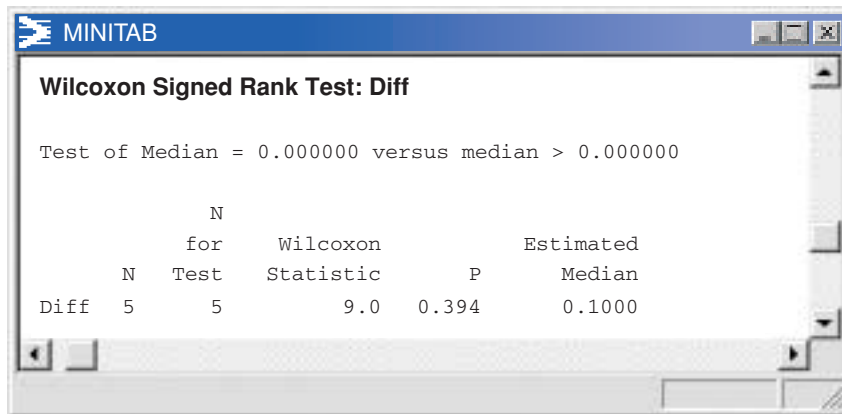 MINITAB
Wilcoxon Signed Rank Test: Diff
Test of Median = 0.000000 versus median > 0.000000
N
for Wilcoxon Estimated
N Test Statistic P Median
Diff 5 5 9.0 0.394 0.1000